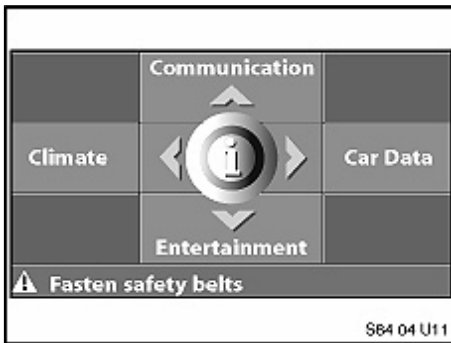 Communication
Climate
i
Car Data
Entertainment
Fasten safety belts
S64 04 U11